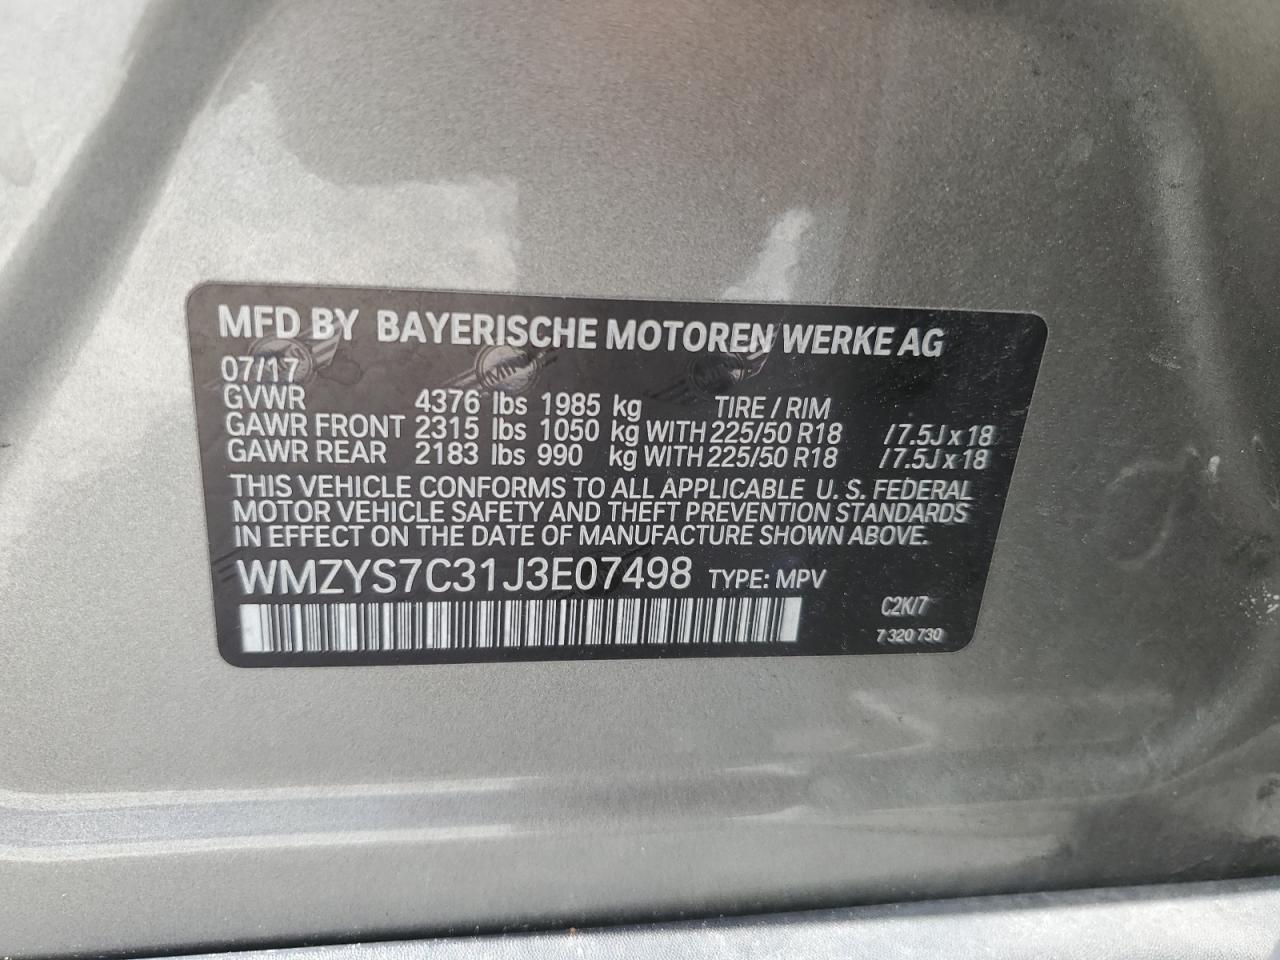 MFD BY BAYERISCHE MOTOREN WERKE AG
07/17
GVWR 4376 lbs 1985 kg TIRE / RIM
GAWR FRONT 2315 lbs 1050 kg WITH 225/50 R18 /7.5J x 18
GAWR REAR 2183 lbs 990 kg WITH 225/50 R18 /7.5J x 18
THIS VEHICLE CONFORMS TO ALL APPLICABLE U. S. FEDERAL
MOTOR VEHICLE SAFETY AND THEFT PREVENTION STANDARDS
IN EFFECT ON THE DATE OF MANUFACTURE SHOWN ABOVE.
WMZYS7C31J3E07498 TYPE: MPV
C2K/7
7 320 730